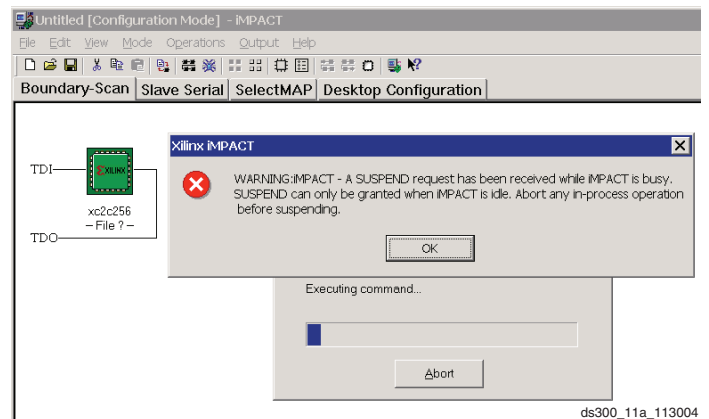 Untitled [Configuration Mode] - iMPACT
File Edit View Mode Operations Output Help
Boundary-Scan Slave Serial SelectMAP Desktop Configuration
Xilinx iMPACT
WARNING:iMPACT - A SUSPEND request has been received while iMPACT is busy.
SUSPEND can only be granted when iMPACT is idle. Abort any in-process operation
before suspending.
OK
TDI
XILINX
xc2c256
-- File ? --
TDO
Executing command...
Abort
ds300_11a_113004